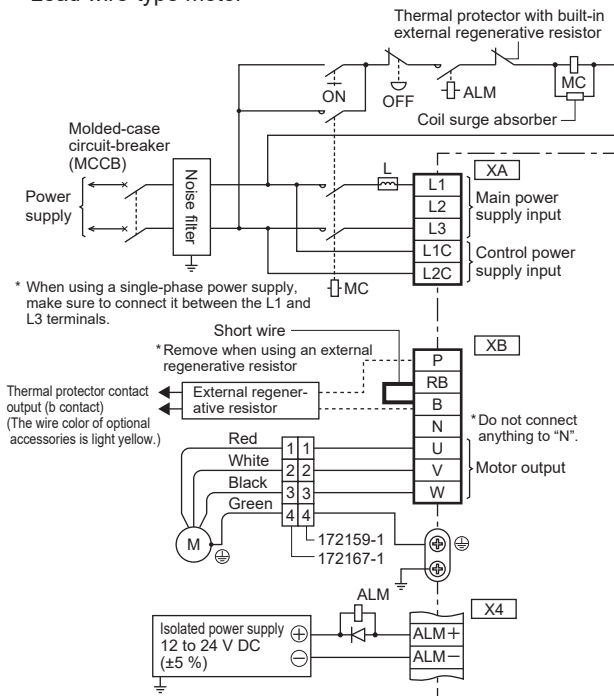 Lead wire type motor
Thermal protector with built-in
external regenerative resistor
ON
OFF
ALM
MC
Coil surge absorber
Molded-case
circuit-breaker
(MCCB)
Power
supply
Noise filter
L
XA
L1
L2
L3
L1C
L2C
Main power
supply input
Control power
supply input
MC
* When using a single-phase power supply,
make sure to connect it between the L1 and
L3 terminals.
Short wire
* Remove when using an external
regenerative resistor
XB
P
RB
B
N
U
V
W
* Do not connect
anything to “N”.
Motor output
Thermal protector contact
output (b contact)
(The wire color of optional
accessories is light yellow.)
External regener-
ative resistor
Red
White
Black
Green
1 1
2 2
3 3
4 4
M
172159-1
172167-1
ALM
X4
Isolated power supply
12 to 24 V DC
(±5 %)
ALM+
ALM−